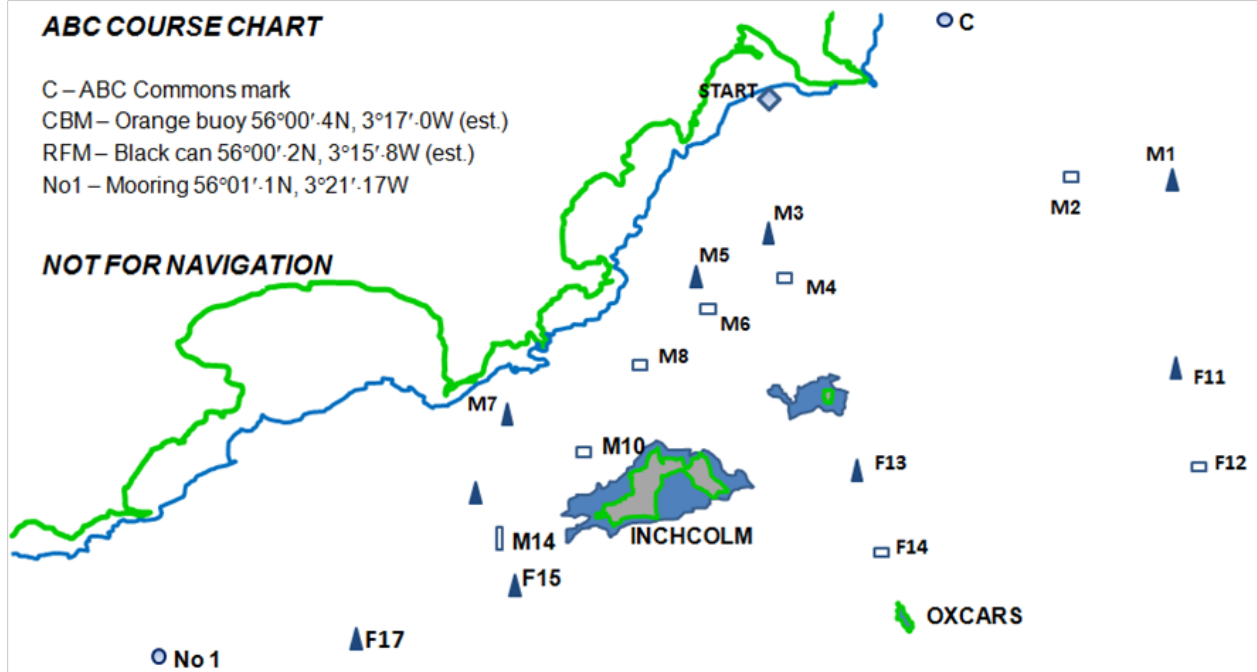 ABC COURSE CHART
C – ABC Commons mark
CBM – Orange buoy 56°00′·4N, 3°17′·0W (est.)
RFM – Black can 56°00′·2N, 3°15′·8W (est.)
No1 – Mooring 56°01′·1N, 3°21′·17W
NOT FOR NAVIGATION
C
START
M1
M2
M3
M5
M4
M6
M8
F11
M7
M10
F13
F12
INCHCOLM
M14
F14
F15
OXCARS
F17
No 1